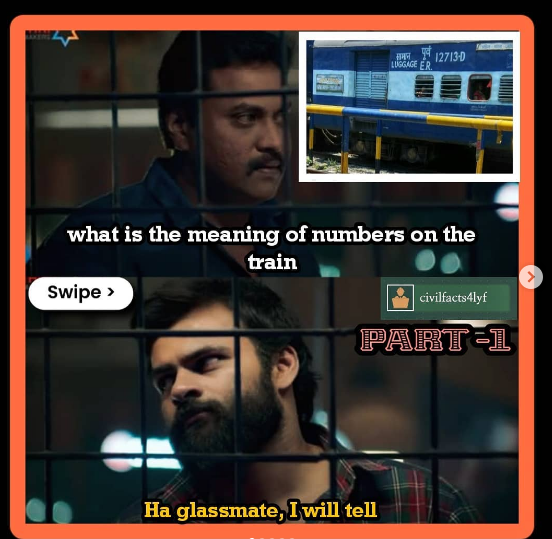 MAKERS
सामान
LUGGAGE
पूर्व
E.R.
12713-D
what is the meaning of numbers on the
train
Swipe >
civilfacts4lyf
PART -1
Ha glassmate, I will tell